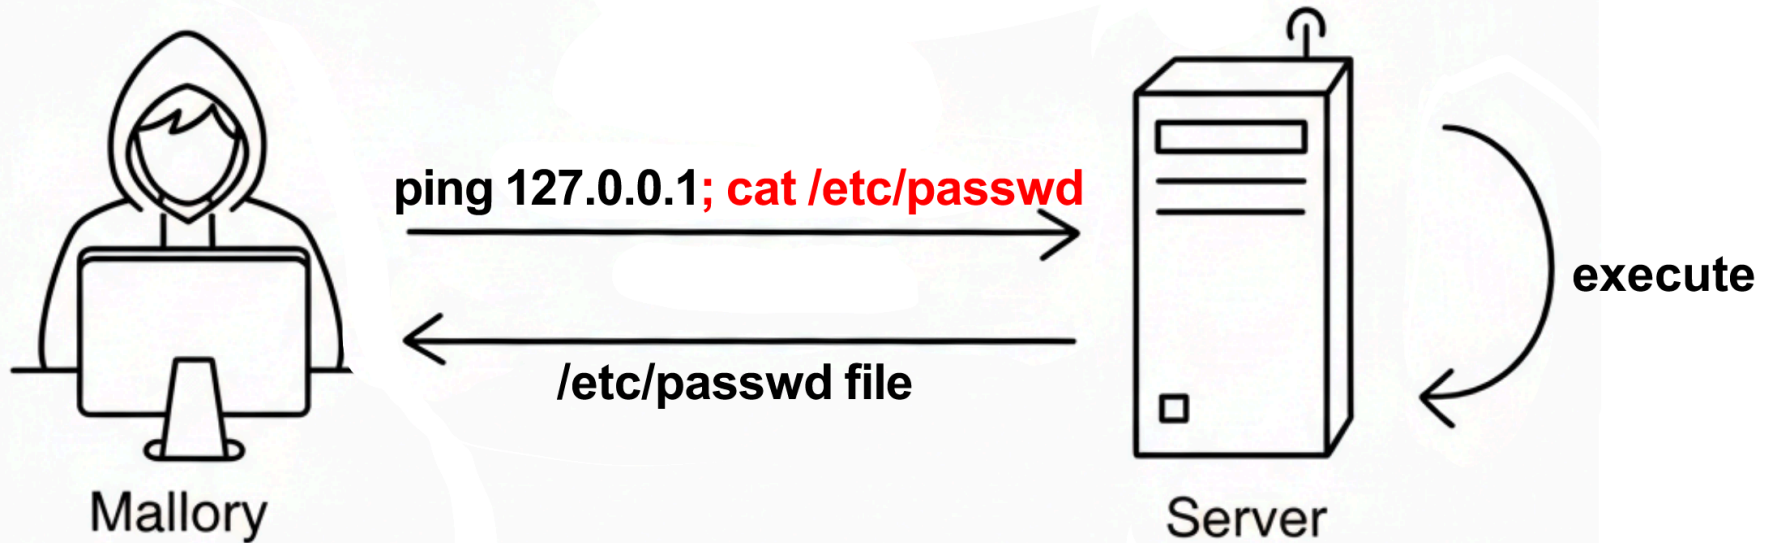 ping 127.0.0.1; cat /etc/passwd
execute
/etc/passwd file
Mallory
Server